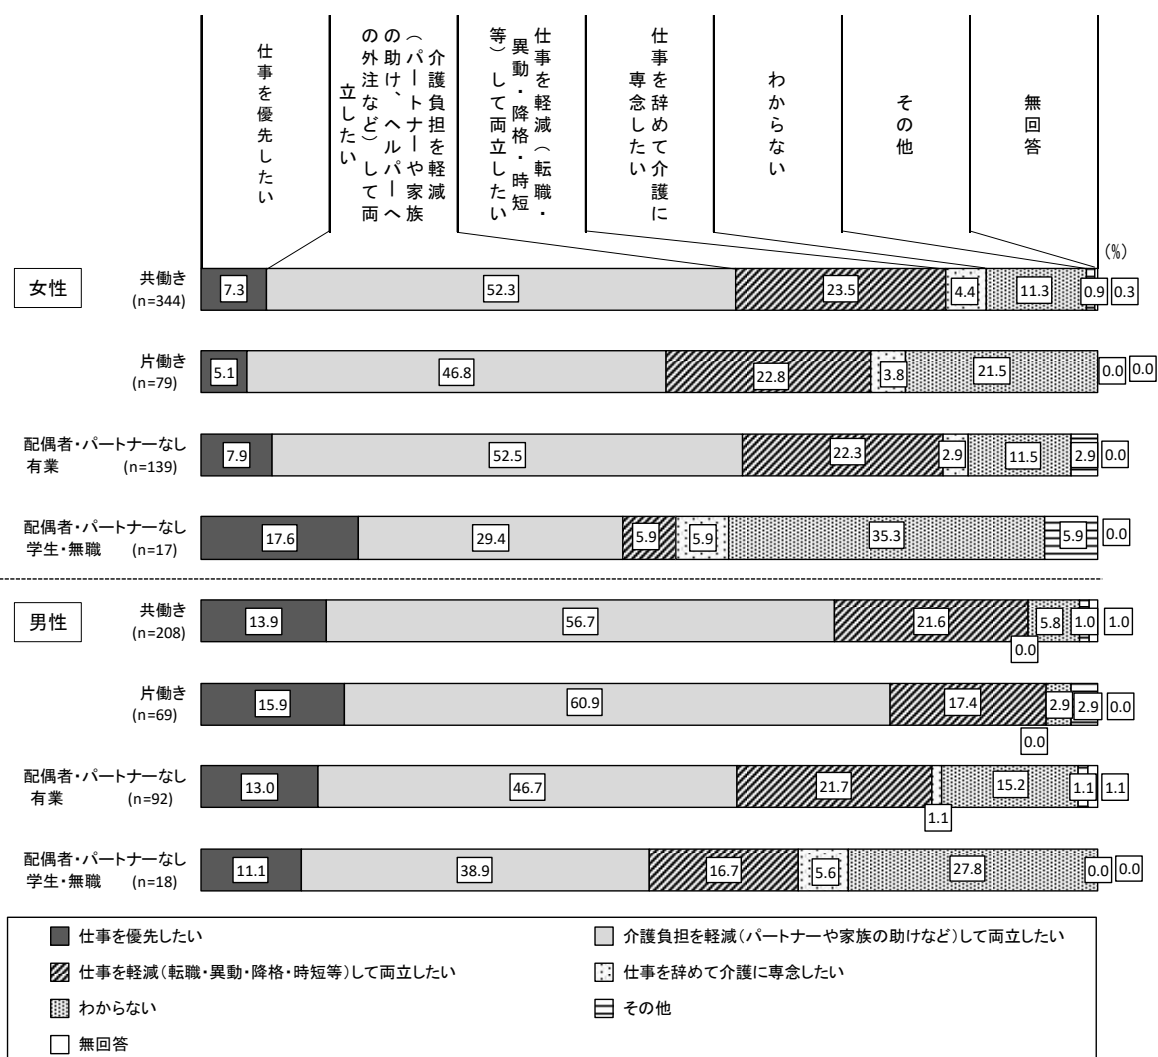 仕事を優先したい
介護負担を軽減
（パートナーや家族
の助け、ヘルパーへ
の外注など）して両
立したい
仕事を軽減（転職・
異動・降格・時短
等）して両立したい
仕事を辞めて介護に
専念したい
わからない
その他
無回答
(%)
女性
共働き
(n=344)
7.3
52.3
23.5
4.4
11.3
0.9
0.3
片働き
(n=79)
5.1
46.8
22.8
3.8
21.5
0.0
0.0
配偶者・パートナーなし
有業 (n=139)
7.9
52.5
22.3
2.9
11.5
2.9
0.0
配偶者・パートナーなし
学生・無職 (n=17)
17.6
29.4
5.9
5.9
35.3
5.9
0.0
男性
共働き
(n=208)
13.9
56.7
21.6
0.0
5.8
1.0
1.0
片働き
(n=69)
15.9
60.9
17.4
0.0
2.9
2.9
0.0
配偶者・パートナーなし
有業 (n=92)
13.0
46.7
21.7
1.1
15.2
1.1
1.1
配偶者・パートナーなし
学生・無職 (n=18)
11.1
38.9
16.7
5.6
27.8
0.0
0.0
仕事を優先したい
介護負担を軽減（パートナーや家族の助けなど）して両立したい
仕事を軽減（転職・異動・降格・時短等）して両立したい
仕事を辞めて介護に専念したい
わからない
その他
無回答